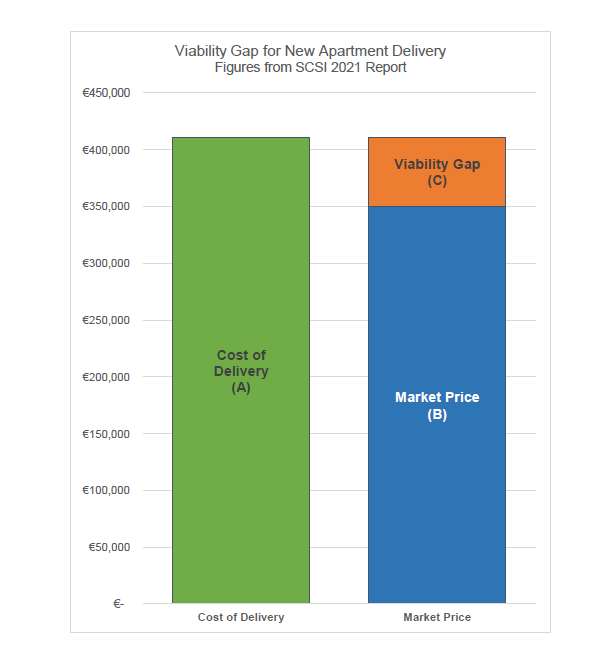 Viability Gap for New Apartment Delivery
Figures from SCSI 2021 Report
€450,000
€400,000
€350,000
€300,000
€250,000
€200,000
€150,000
€100,000
€50,000
€-
Cost of
Delivery
(A)
Viability Gap
(C)
Market Price
(B)
Cost of Delivery
Market Price